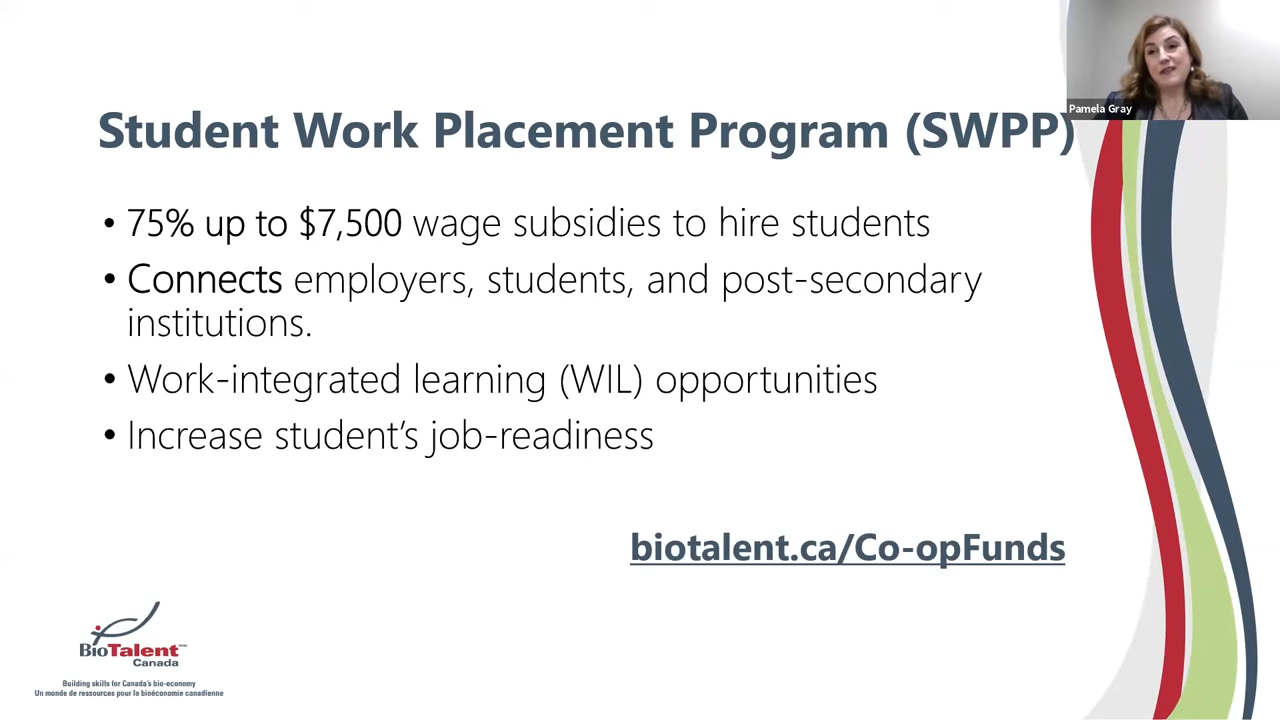 Pamela Gray
Student Work Placement Program (SWPP)
• 75% up to $7,500 wage subsidies to hire students
• Connects employers, students, and post-secondary
institutions.
• Work-integrated learning (WIL) opportunities
• Increase student’s job-readiness
biotalent.ca/Co-opFunds
BioTalent
Canada
Building skills for Canada's bio-economy
Un monde de ressources pour la bioéconomie canadienne